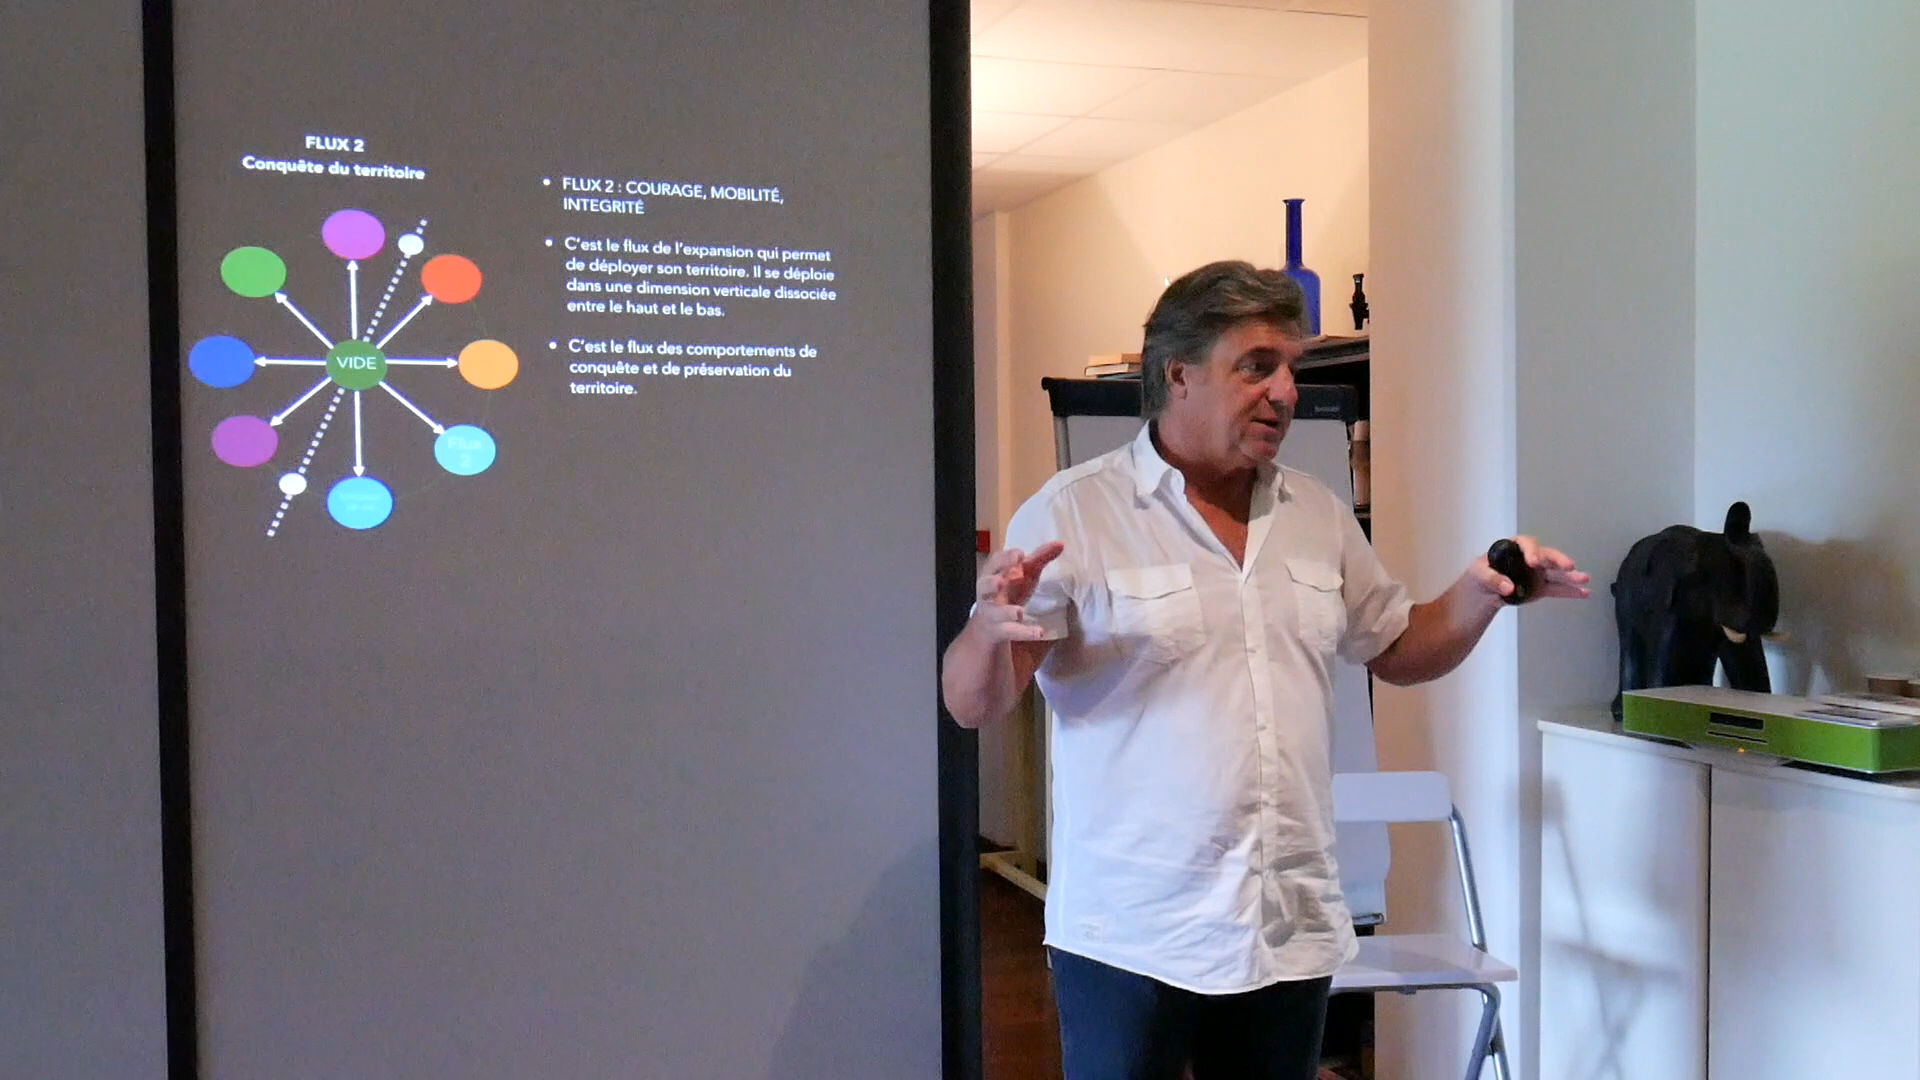 FLUX 2
Conquête du territoire
VIDE
Flux
2
• FLUX 2 : COURAGE, MOBILITÉ,
INTEGRITÉ
• C'est le flux de l'expansion qui permet
de déployer son territoire. Il se déploie
dans une dimension verticale dissociée
entre le haut et le bas.
• C'est le flux des comportements de
conquête et de préservation du
territoire.